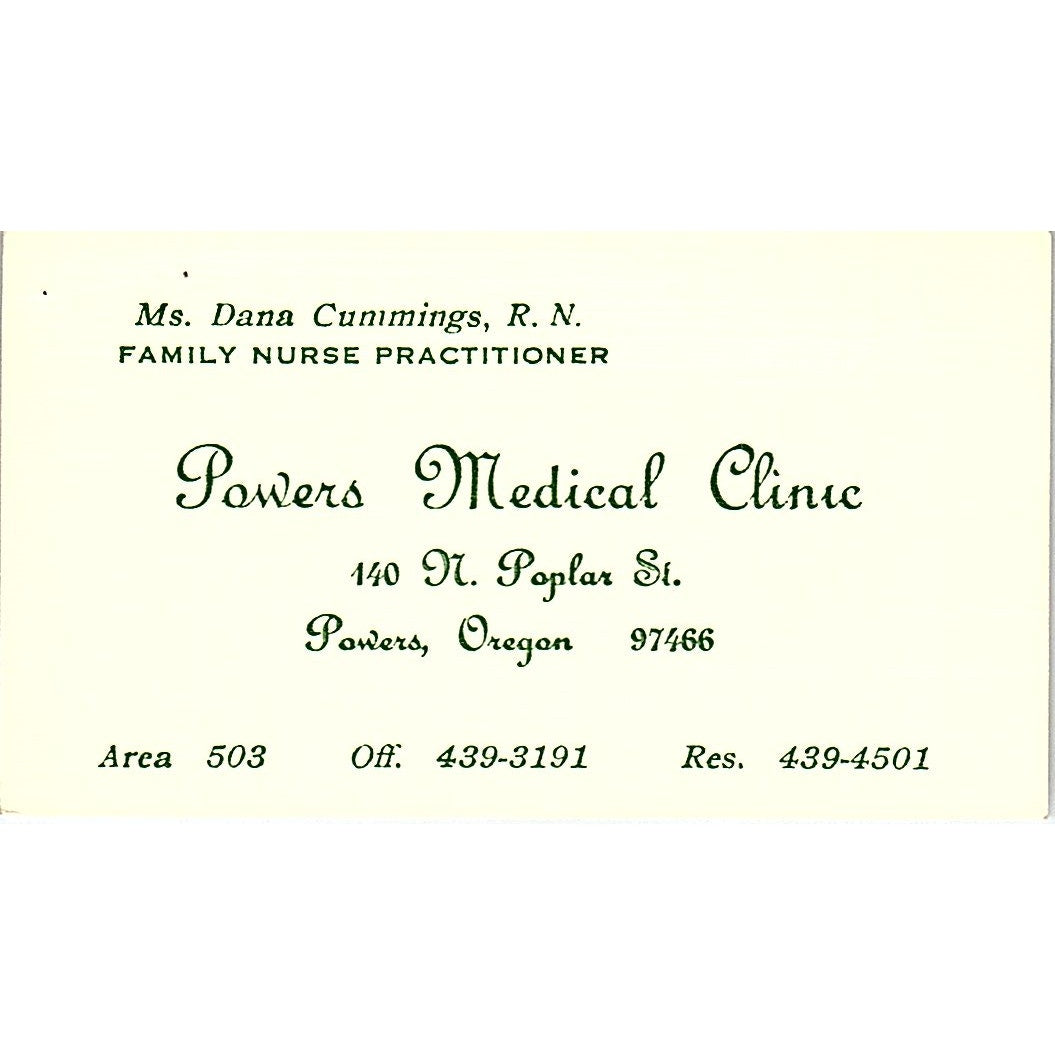 Ms. Dana Cummings, R. N.
FAMILY NURSE PRACTITIONER
Powers Medical Clinic
140 N. Poplar St.
Powers, Oregon 97466
Area 503 Off. 439-3191 Res. 439-4501